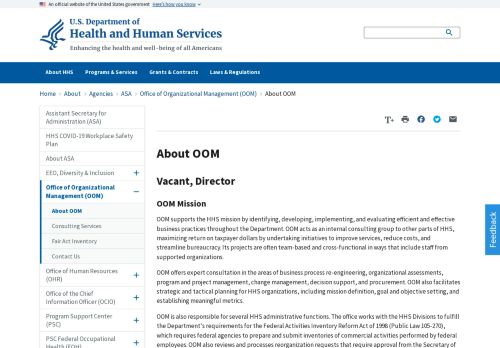 An official website of the United States government Here's how you know
U.S. Department of
Health and Human Services
Enhancing the health and well-being of all Americans
About HHS Programs & Services Grants & Contracts Laws & Regulations
Home > About > Agencies > ASA > Office of Organizational Management (OOM) > About OOM
Assistant Secretary for
Administration (ASA)
HHS COVID-19 Workplace Safety
Plan
About ASA
EEO, Diversity & Inclusion +
Office of Organizational
Management (OOM) −
About OOM
Consulting Services
Fair Act Inventory
Contact Us
Office of Human Resources
(OHR) +
Office of the Chief
Information Officer (OCIO) +
Program Support Center
(PSC) +
PSC Federal Occupational
Health (FOH) +
T+
About OOM
Vacant, Director
OOM Mission
OOM supports the HHS mission by identifying, developing, implementing, and evaluating efficient and effective
business practices throughout the Department. OOM acts as an internal consulting group to other parts of HHS,
maximizing return on taxpayer dollars by undertaking initiatives to improve services, reduce costs, and
streamline bureaucracy. Its projects are often team-based and cross-functional in ways that include staff from
supported organizations.
OOM offers expert consultation in the areas of business process re-engineering, organizational assessments,
program and project management, change management, decision support, and procurement. OOM also facilitates
strategic and tactical planning for HHS organizations, including mission definition, goal and objective setting, and
establishing meaningful metrics.
OOM is also responsible for several HHS administrative functions. The office works with the HHS Divisions to fulfill
the Department's requirements for the Federal Activities Inventory Reform Act of 1998 (Public Law 105-270),
which requires federal agencies to prepare and submit inventories of commercial activities performed by federal
employees. OOM also reviews and processes reorganization requests that require approval from the Secretary of
Feedback